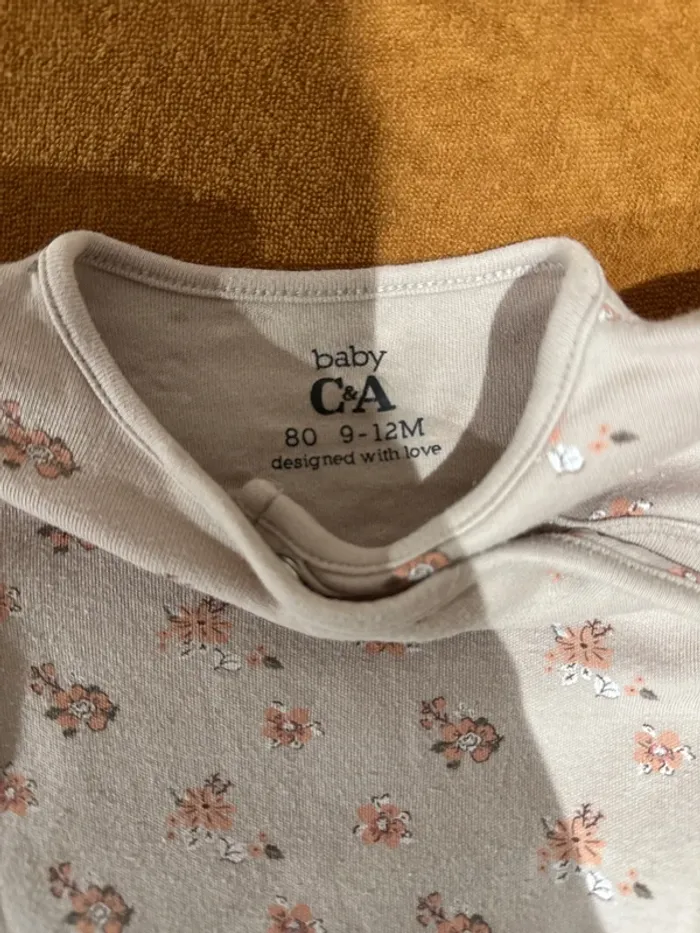 baby
C&A
80 9-12M
designed with love